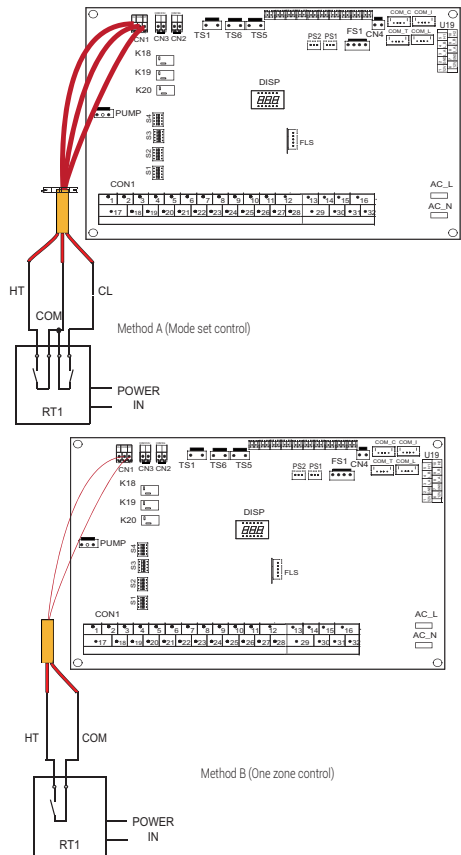 CN1 CN3 CN2
TS1 TS6 TS5
PS2 PS1
FS1
CN4
COM_C COM_I
COM_T COM_L
U19
K18
K19
K20
DISP
PUMP
S4
S3
S2
S1
FLS
CON1
AC_L
AC_N
1 2 3 4 5 6 7 8 9 10 11 12 13 14 15 16
17 18 19 20 21 22 23 24 25 26 27 28 29 30 31 32
HT
CL
COM
Method A (Mode set control)
POWER
IN
RT1
CN1 CN3 CN2
TS1 TS6 TS5
PS2 PS1
FS1
CN4
COM_C COM_I
COM_T COM_L
U19
K18
K19
K20
DISP
PUMP
S4
S3
S2
S1
FLS
CON1
AC_L
AC_N
1 2 3 4 5 6 7 8 9 10 11 12 13 14 15 16
17 18 19 20 21 22 23 24 25 26 27 28 29 30 31 32
HT
COM
Method B (One zone control)
POWER
IN
RT1